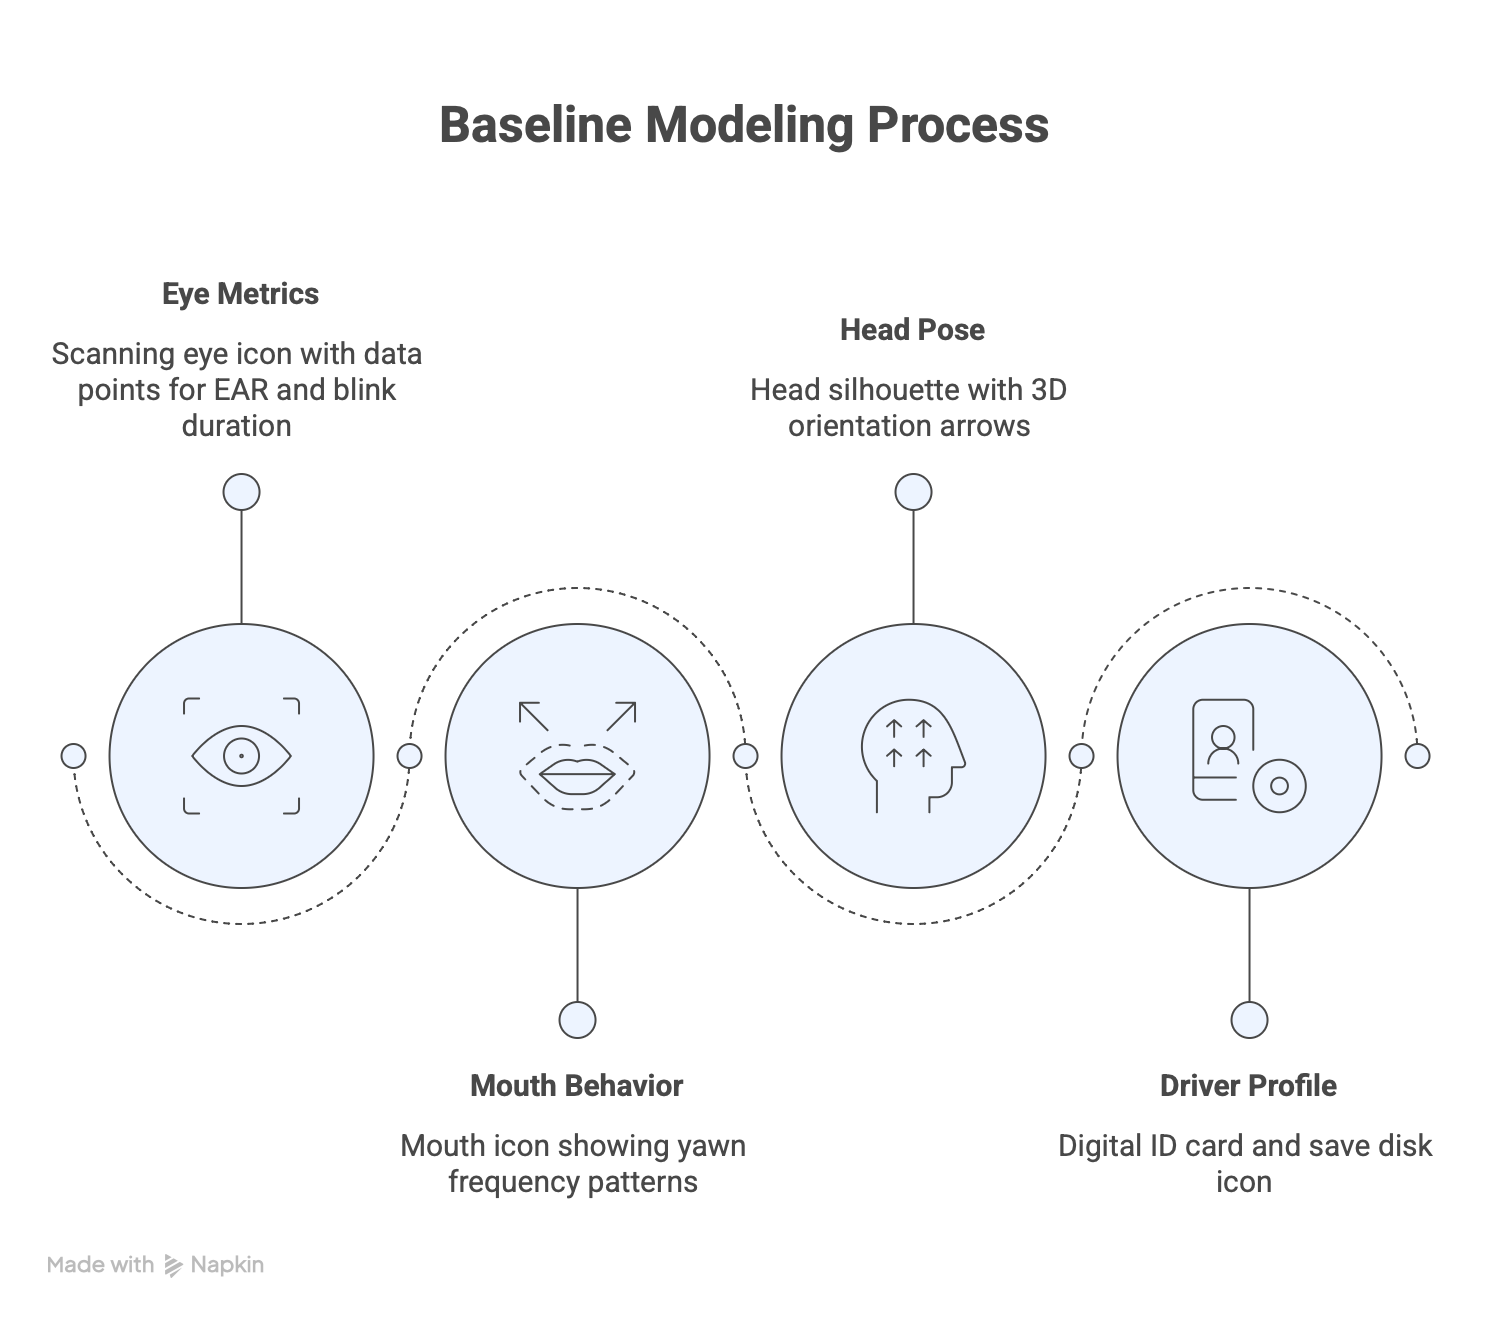 Baseline Modeling Process
Eye Metrics
Scanning eye icon with data
points for EAR and blink
duration
Head Pose
Head silhouette with 3D
orientation arrows
Mouth Behavior
Mouth icon showing yawn
frequency patterns
Driver Profile
Digital ID card and save disk
icon
Made with Napkin